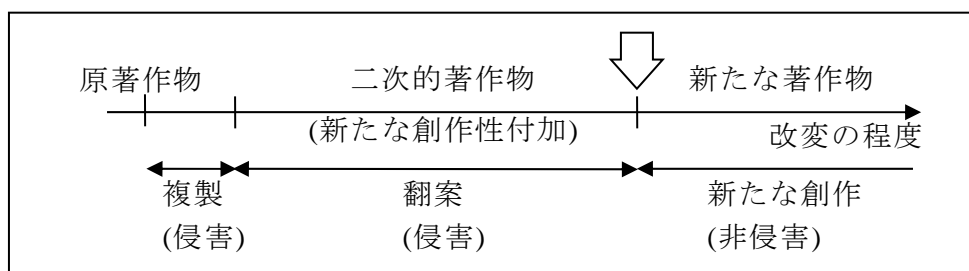 原著作物 二次的著作物 新たな著作物
(新たな創作性付加) 改変の程度
複製 翻案 新たな創作
(侵害) (侵害) (非侵害)